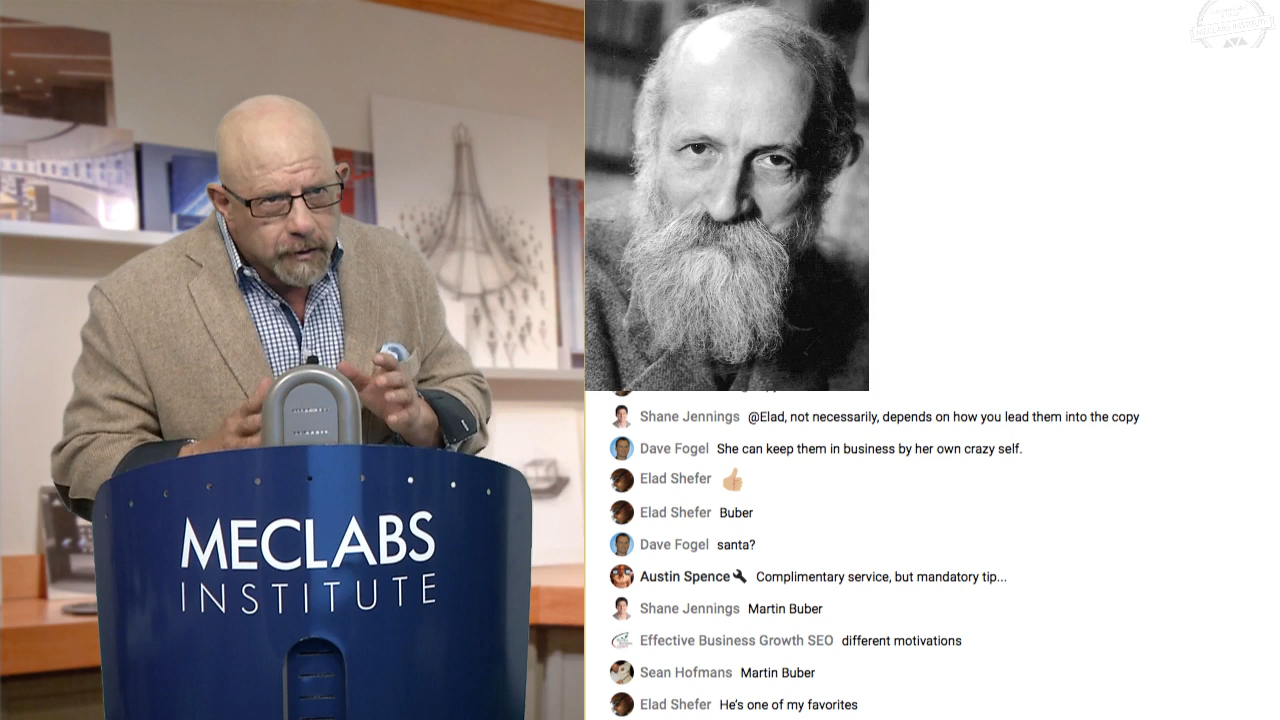 MECLABS
INSTITUTE
MECLABS INSTITUTE
Shane Jennings @Elad, not necessarily, depends on how you lead them into the copy
Dave Fogel She can keep them in business by her own crazy self.
Elad Shefer 👍🏼
Elad Shefer Buber
Dave Fogel santa?
Austin Spence Complimentary service, but mandatory tip...
Shane Jennings Martin Buber
Effective Business Growth SEO different motivations
Sean Hofmans Martin Buber
Elad Shefer He's one of my favorites